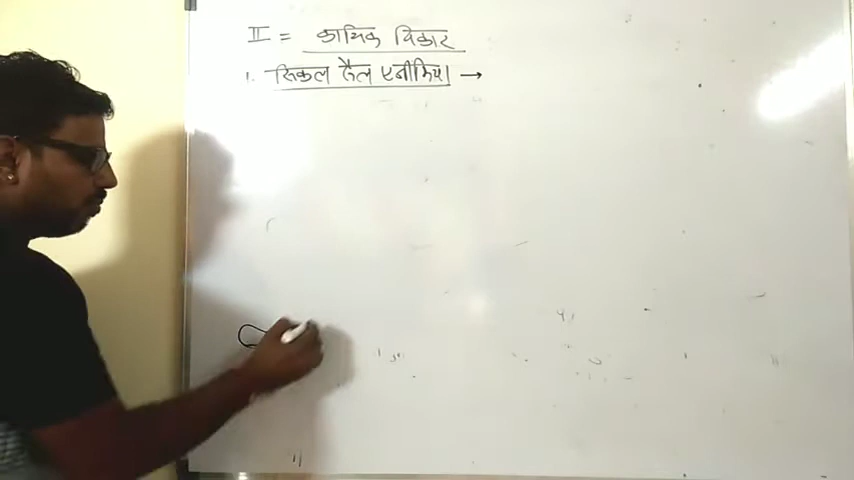 II = कायिक विकार
1. सिकल सैल एनीमिया →